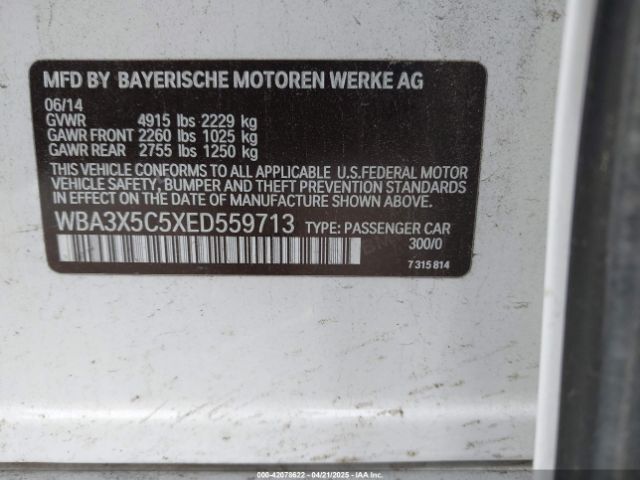 MFD BY BAYERISCHE MOTOREN WERKE AG
06/14
GVWR 4915 lbs 2229 kg
GAWR FRONT 2260 lbs 1025 kg
GAWR REAR 2755 lbs 1250 kg
THIS VEHICLE CONFORMS TO ALL APPLICABLE U.S.FEDERAL MOTOR
VEHICLE SAFETY, BUMPER AND THEFT PREVENTION STANDARDS
IN EFFECT ON THE DATE OF MANUFACTURE SHOWN ABOVE.
WBA3X5C5XED559713 TYPE: PASSENGER CAR
300/0
7 315 814
000-42078622 - 04/21/2025 - IAAI.COM